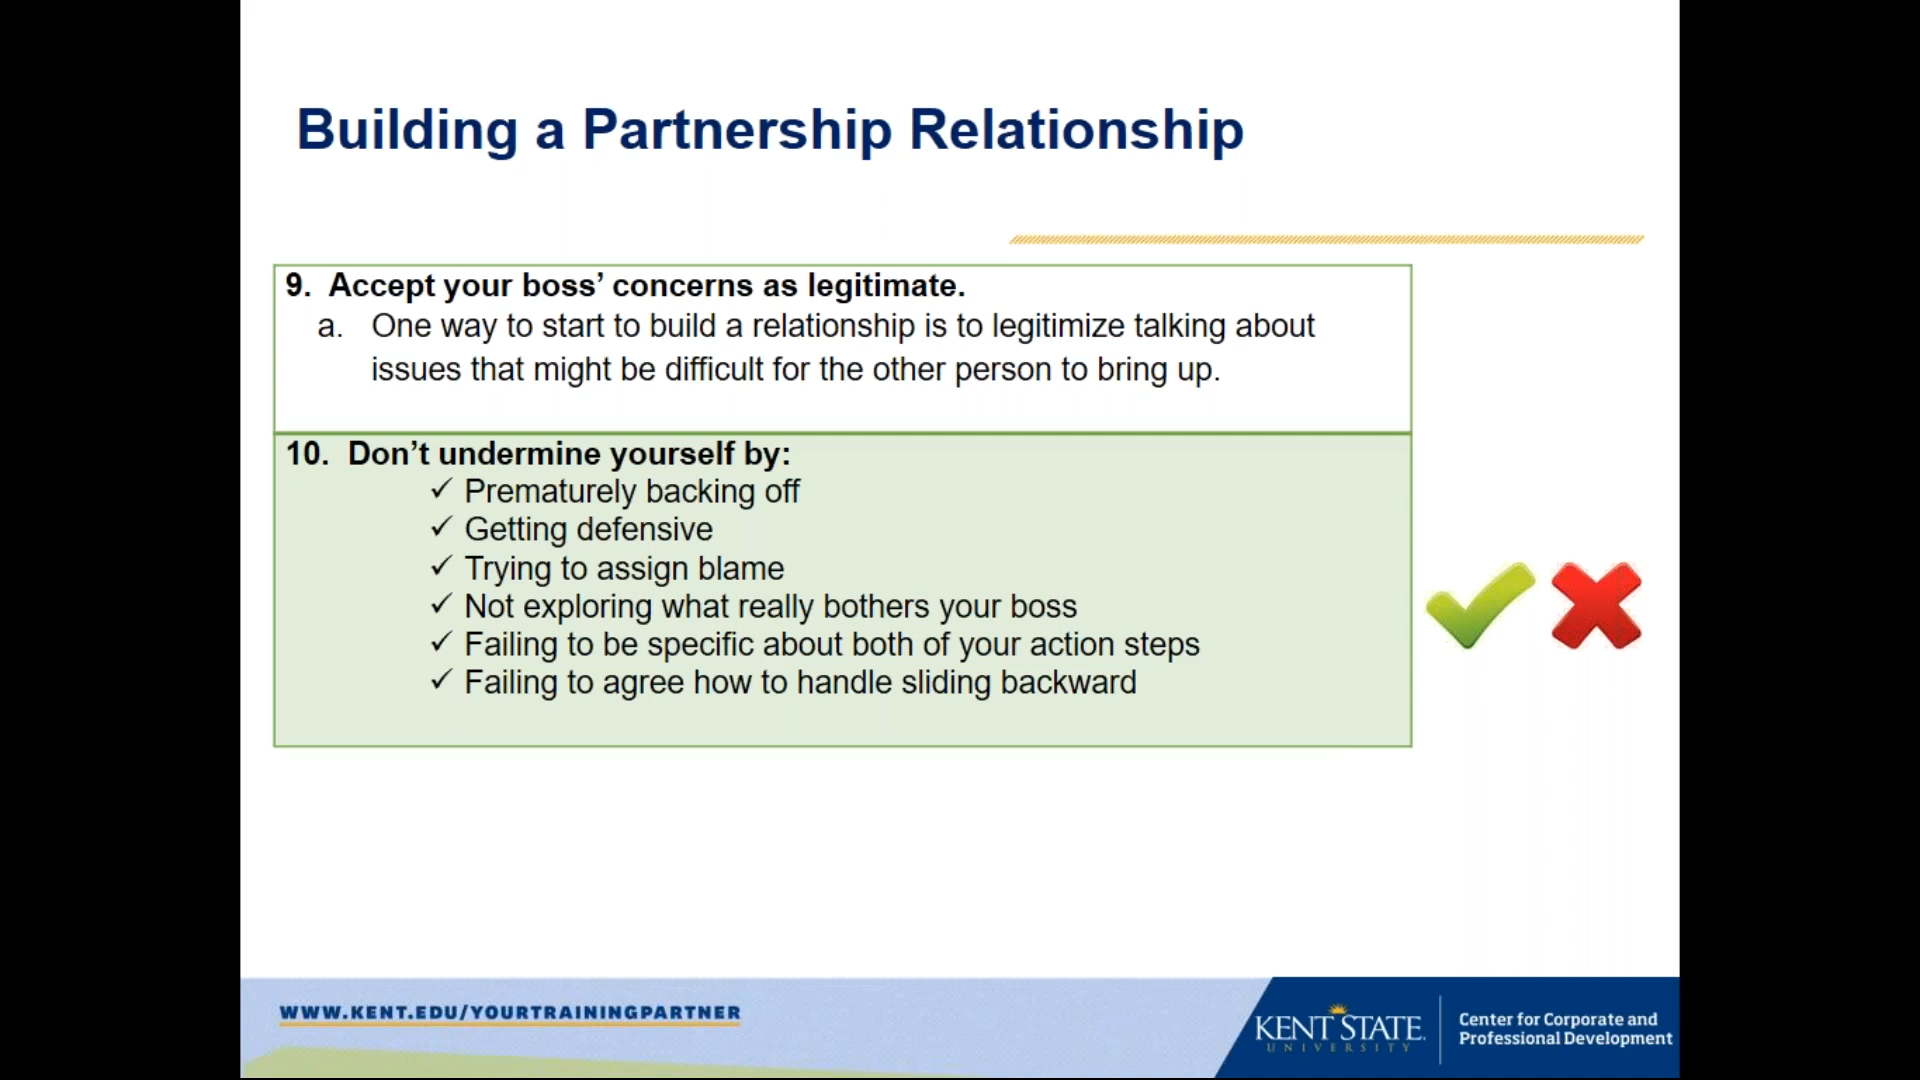 Building a Partnership Relationship
9. Accept your boss’ concerns as legitimate.
a. One way to start to build a relationship is to legitimize talking about
issues that might be difficult for the other person to bring up.
10. Don’t undermine yourself by:
✓ Prematurely backing off
✓ Getting defensive
✓ Trying to assign blame
✓ Not exploring what really bothers your boss
✓ Failing to be specific about both of your action steps
✓ Failing to agree how to handle sliding backward
WWW.KENT.EDU/YOURTRAININGPARTNER
KENT STATE.
UNIVERSITY
Center for Corporate and
Professional Development